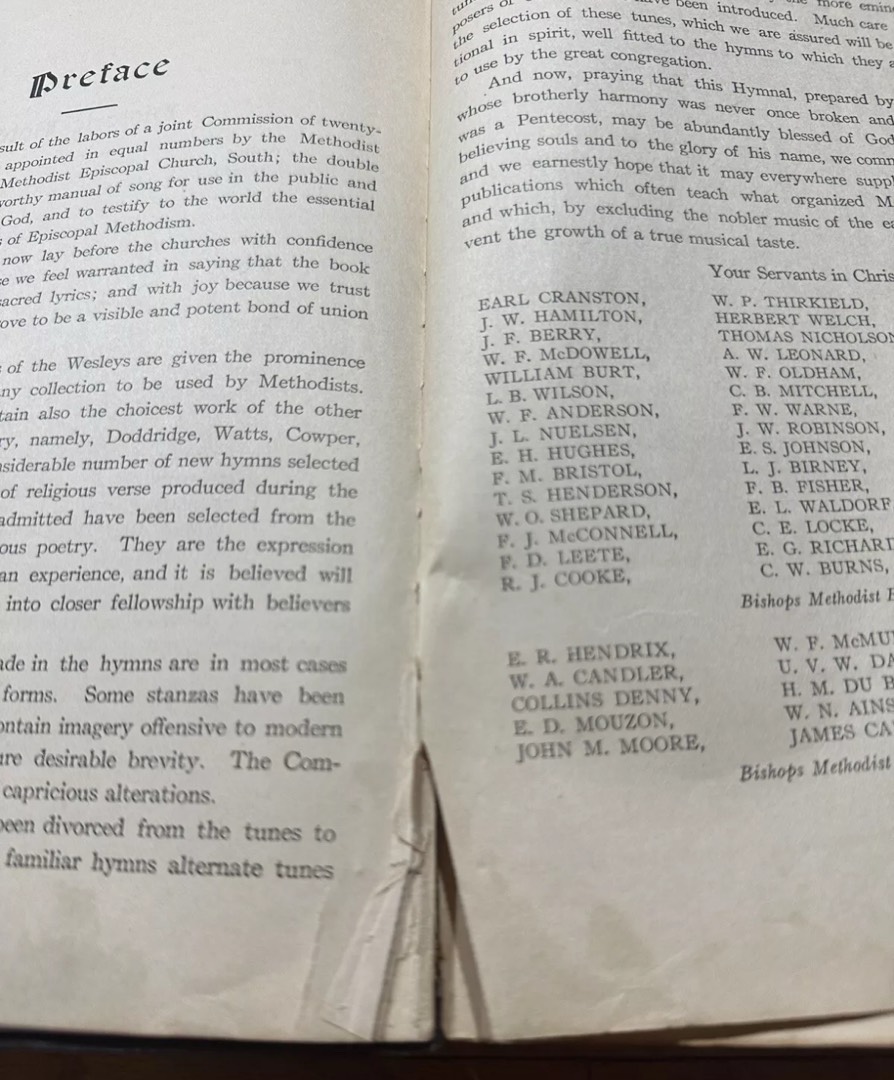 Preface
sult of the labors of a joint Commission of twenty-
appointed in equal numbers by the Methodist
Methodist Episcopal Church, South; the double
worthy manual of song for use in the public and
God, and to testify to the world the essential
of Episcopal Methodism.
now lay before the churches with confidence
we feel warranted in saying that the book
sacred lyrics; and with joy because we trust
ove to be a visible and potent bond of union
of the Wesleys are given the prominence
ny collection to be used by Methodists.
tain also the choicest work of the other
ry, namely, Doddridge, Watts, Cowper,
nsiderable number of new hymns selected
of religious verse produced during the
admitted have been selected from the
ous poetry. They are the expression
an experience, and it is believed will
into closer fellowship with believers
ade in the hymns are in most cases
forms. Some stanzas have been
ontain imagery offensive to modern
ure desirable brevity. The Com-
capricious alterations.
been divorced from the tunes to
familiar hymns alternate tunes
more emin
posers of have been introduced. Much care
the selection of these tunes, which we are assured will be
tional in spirit, well fitted to the hymns to which they a
to use by the great congregation.
And now, praying that this Hymnal, prepared by
whose brotherly harmony was never once broken and
was a Pentecost, may be abundantly blessed of God
believing souls and to the glory of his name, we comm
and we earnestly hope that it may everywhere suppl
publications which often teach what organized M
and which, by excluding the nobler music of the ea
vent the growth of a true musical taste.
Your Servants in Chris
EARL CRANSTON,
J. W. HAMILTON,
J. F. BERRY,
W. F. McDOWELL,
WILLIAM BURT,
L. B. WILSON,
W. F. ANDERSON,
J. L. NUELSEN,
E. H. HUGHES,
F. M. BRISTOL,
T. S. HENDERSON,
W. O. SHEPARD,
F. J. McCONNELL,
F. D. LEETE,
R. J. COOKE,
W. P. THIRKIELD,
HERBERT WELCH,
THOMAS NICHOLSON
A. W. LEONARD,
W. F. OLDHAM,
C. B. MITCHELL,
F. W. WARNE,
J. W. ROBINSON,
E. S. JOHNSON,
L. J. BIRNEY,
F. B. FISHER,
E. L. WALDORF
C. E. LOCKE,
E. G. RICHARD
C. W. BURNS,
Bishops Methodist E
E. R. HENDRIX,
W. A. CANDLER,
COLLINS DENNY,
E. D. MOUZON,
JOHN M. MOORE,
W. F. McMU
U. V. W. DA
H. M. DU B
W. N. AINS
JAMES CA
Bishops Methodist